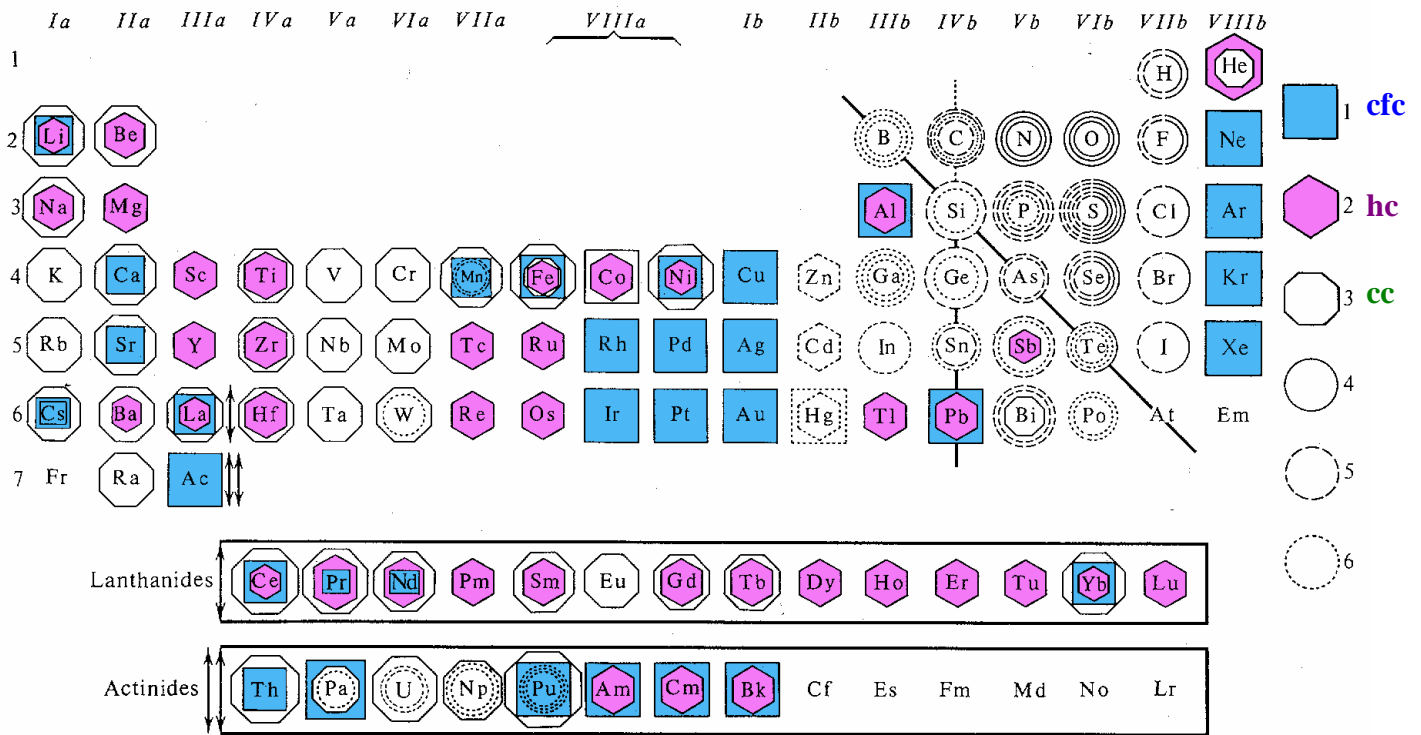 Ia IIa IIIa IVa Va VIa VIIa VIIIa Ib IIb IIIb IVb Vb VIb VIIb VIIIb
1 H He
2 Li Be B C N O F Ne
3 Na Mg Al Si P S Cl Ar
4 K Ca Sc Ti V Cr Mn Fe Co Ni Cu Zn Ga Ge As Se Br Kr
5 Rb Sr Y Zr Nb Mo Tc Ru Rh Pd Ag Cd In Sn Sb Te I Xe
6 Cs Ba La Hf Ta W Re Os Ir Pt Au Hg Tl Pb Bi Po At Em
7 Fr Ra Ac
Lanthanides Ce Pr Nd Pm Sm Eu Gd Tb Dy Ho Er Tu Yb Lu
Actinides Th Pa U Np Pu Am Cm Bk Cf Es Fm Md No Lr
1 cfc
2 hc
3 cc
4
5
6